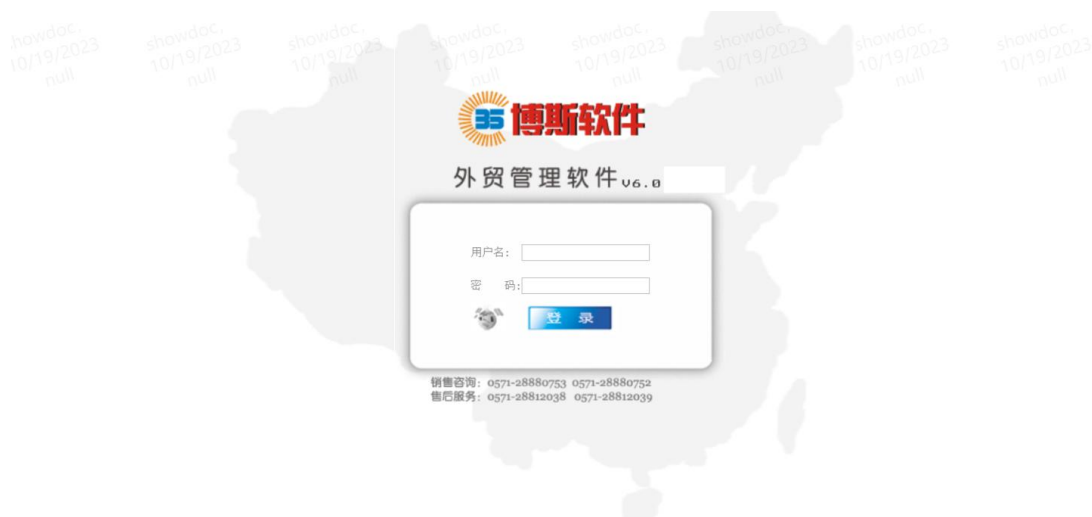 showdoc. showdoc. showdoc. showdoc. showdoc. showdoc. showdoc. showdoc.
10/19/2023 10/19/2023 10/19/2023 10/19/2023 10/19/2023 10/19/2023 10/19/2023 10/19/2023
null null null null null null null null
35 博斯软件
外贸管理软件 V6.0
用户名:
密 码:
登 录
销售咨询: 0571-28880753 0571-28880752
售后服务: 0571-28812038 0571-28812039